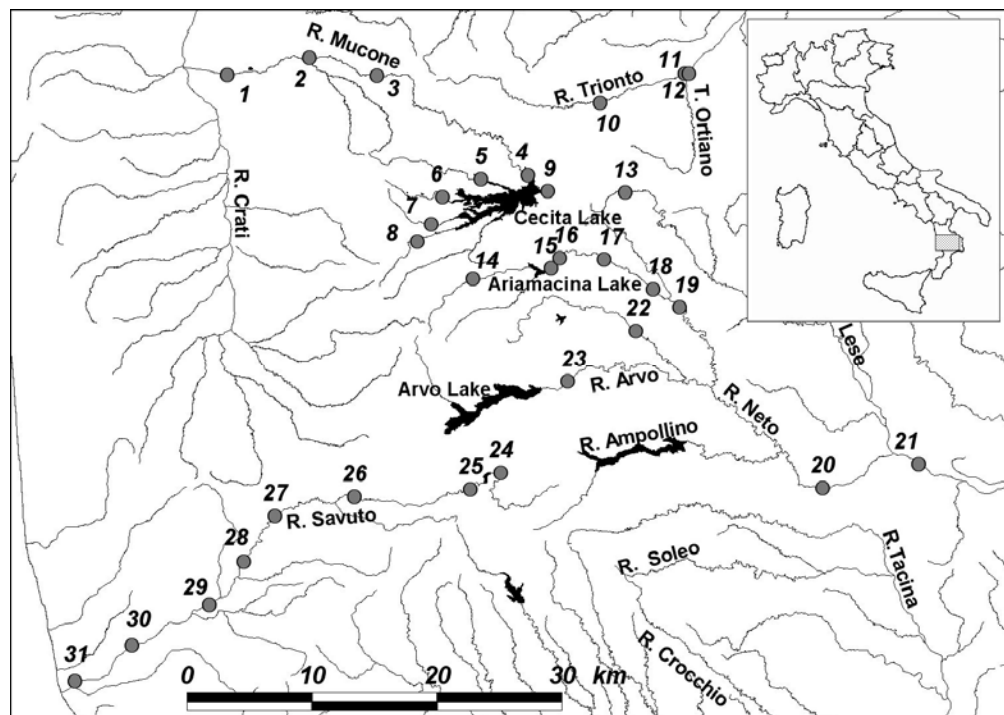 R. Mucone
1
2
3
11
12
R. Trionto
10
T. Ortiano
R. Crati
4
5
6
7
8
9
13
Cecita Lake
14
15
16
17
Ariamacina Lake
18
19
22
Lese
23
Arvo Lake
R. Arvo
R. Neto
R. Ampollino
20
21
24
25
26
27
R. Savuto
28
29
30
31
R. Soleo
R.Tacina
R. Crocchio
0 10 20 30 km